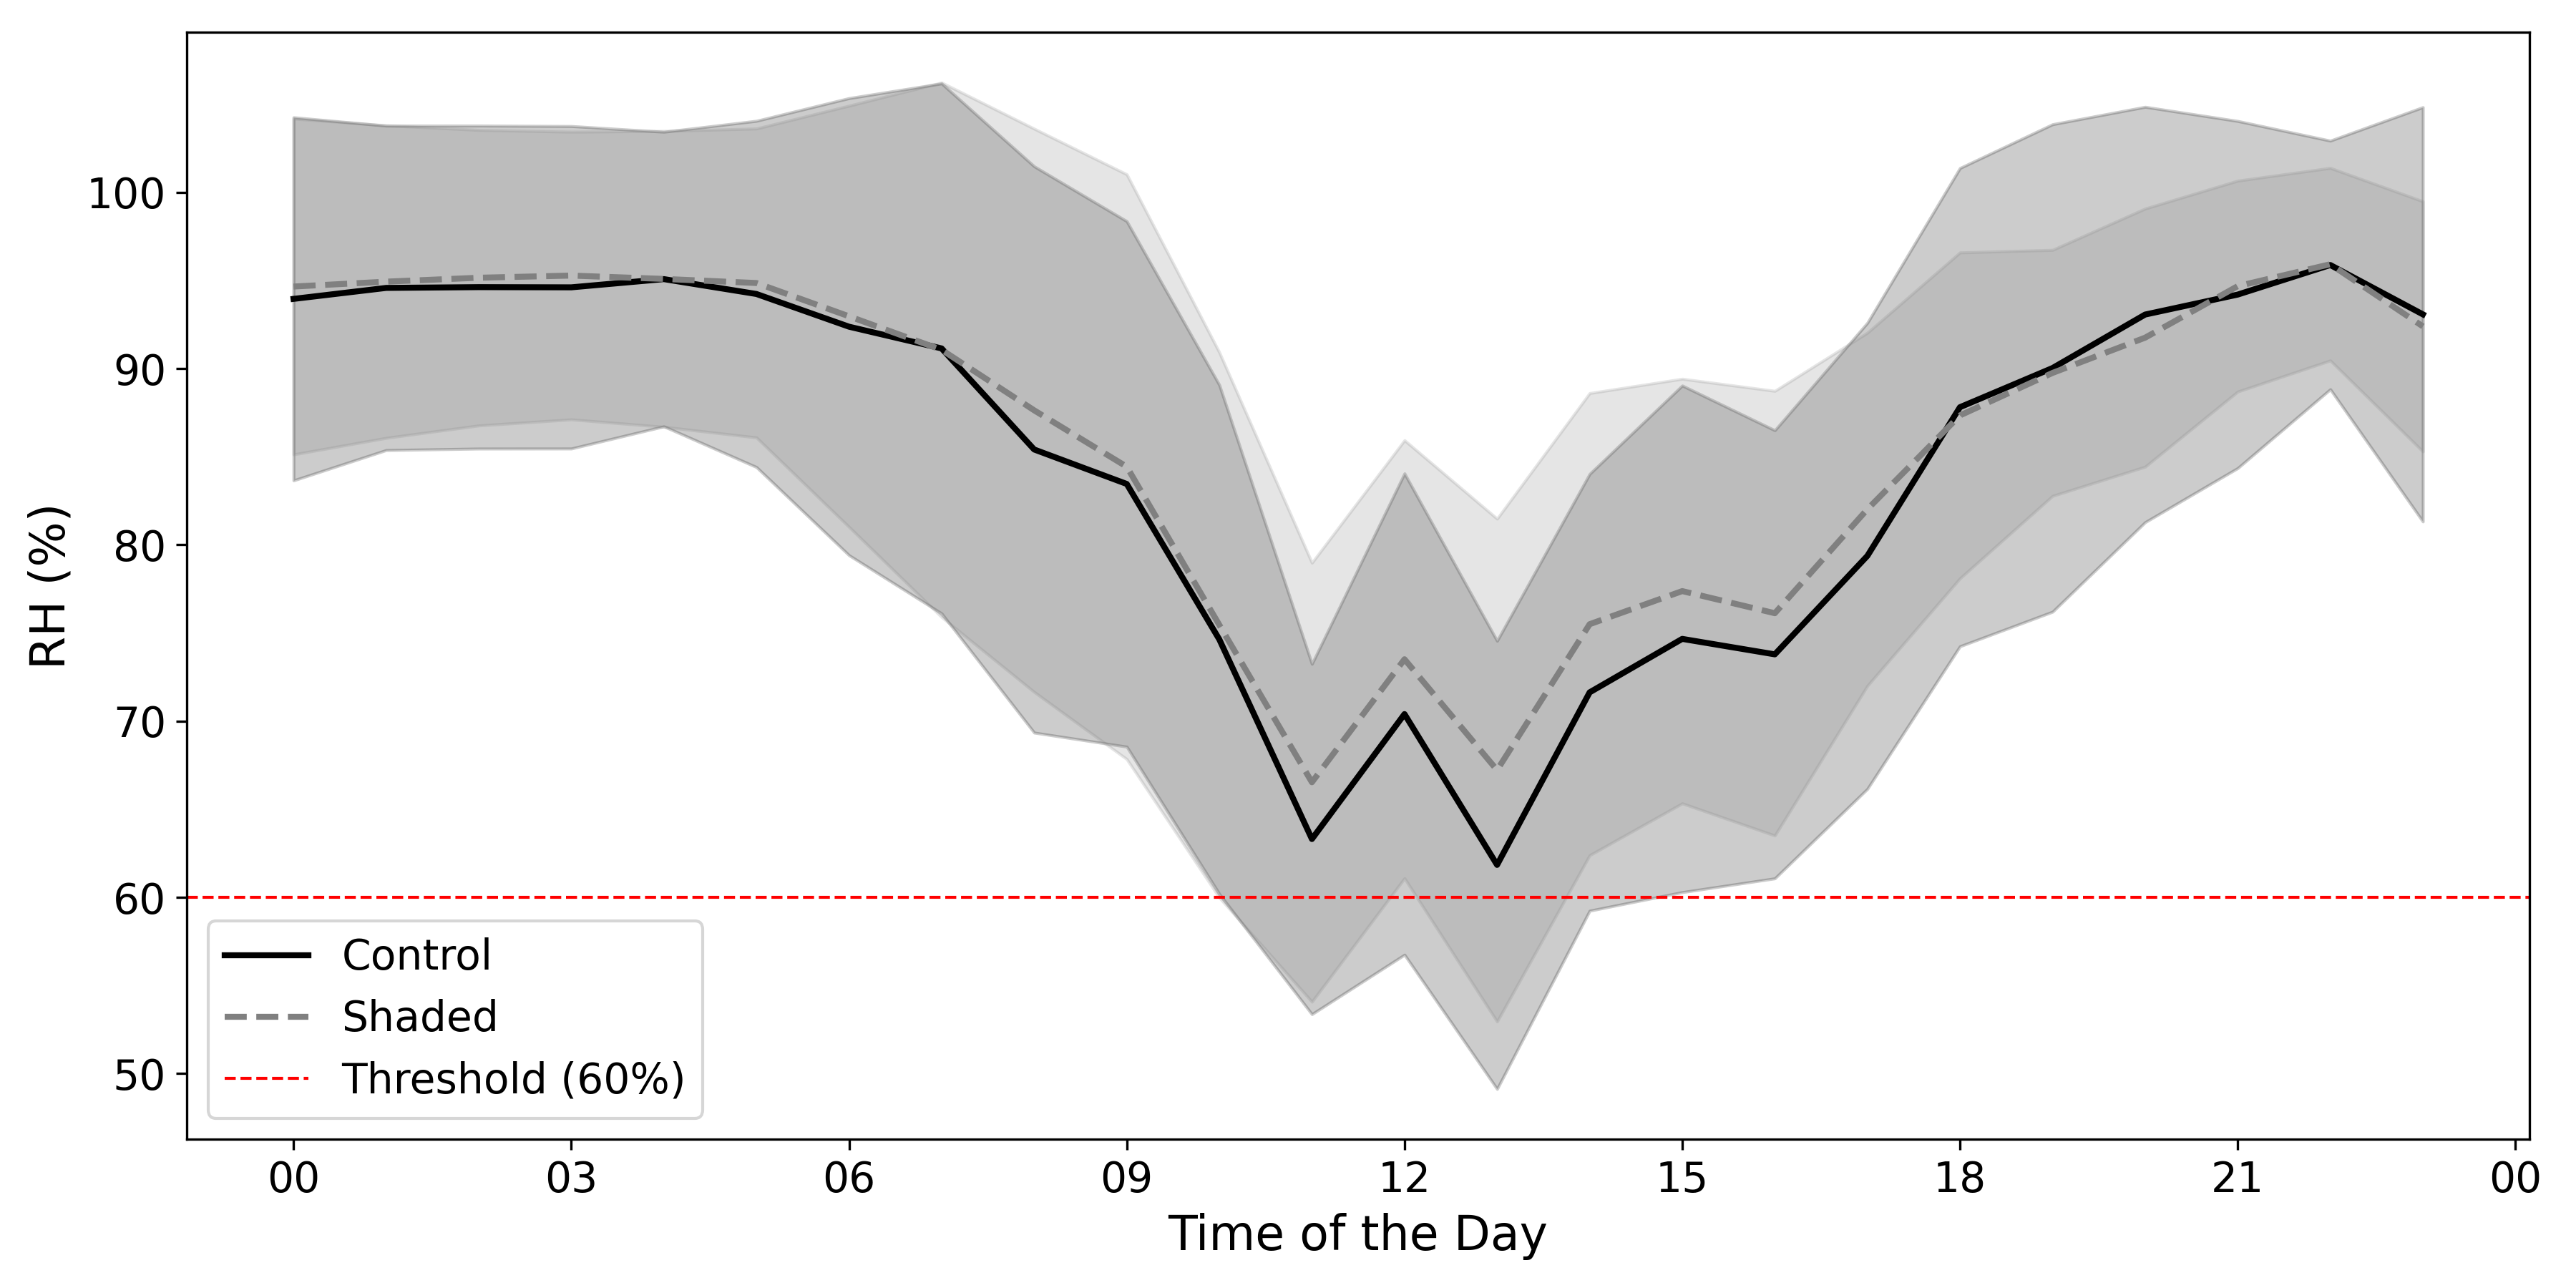 RH (%)
100
90
80
70
60
50
Control
Shaded
Threshold (60%)
00 03 06 09 12 15 18 21 00
Time of the Day